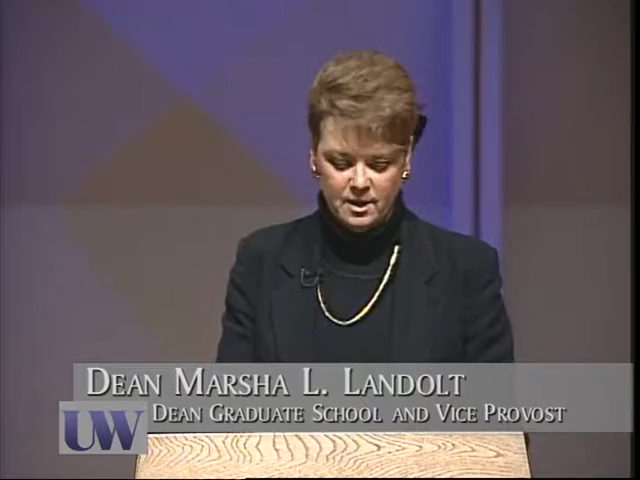 DEAN MARSHA L. LANDOLT
UW DEAN GRADUATE SCHOOL AND VICE PROVOST